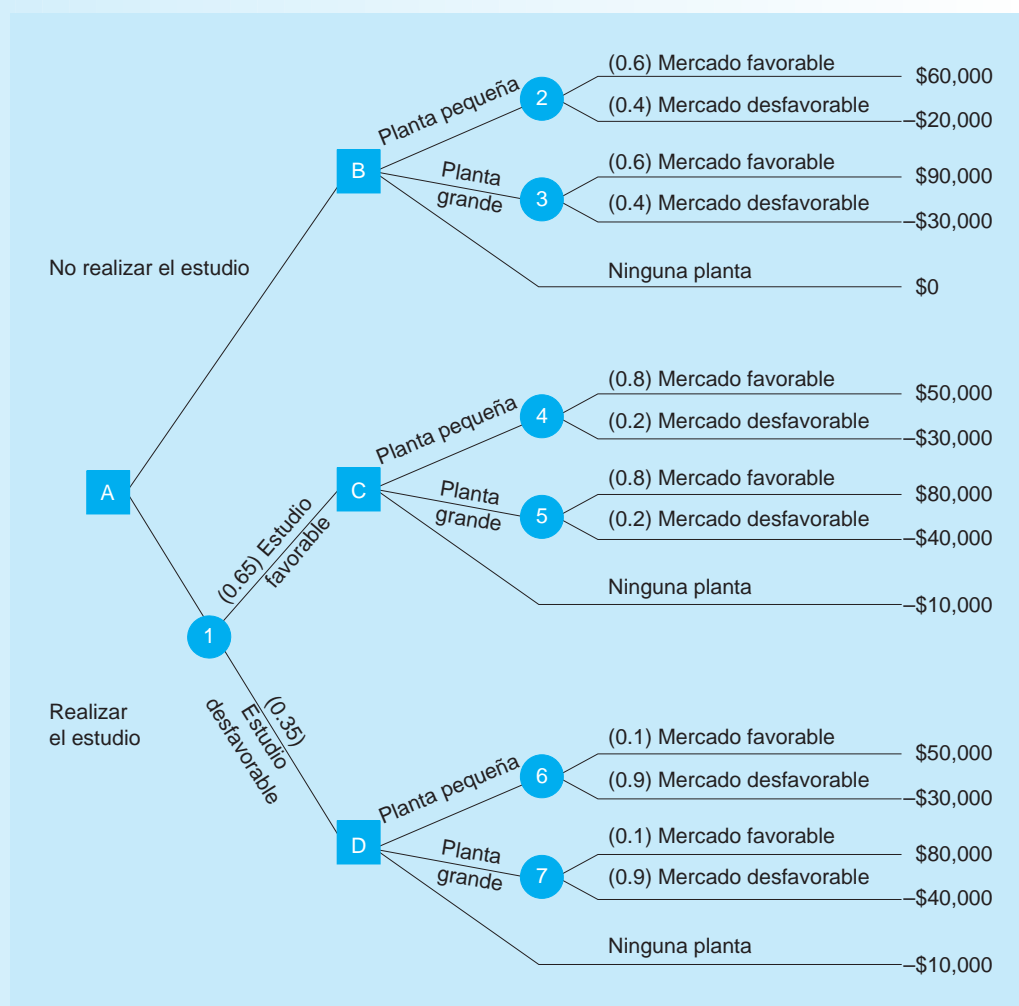 (0.6) Mercado favorable
$60,000
Planta pequeña
2
(0.4) Mercado desfavorable
–$20,000
B
(0.6) Mercado favorable
$90,000
Planta
grande
3
(0.4) Mercado desfavorable
–$30,000
No realizar el estudio
Ninguna planta
$0
(0.8) Mercado favorable
$50,000
Planta pequeña
4
(0.2) Mercado desfavorable
–$30,000
A
C
(0.8) Mercado favorable
$80,000
Planta
grande
5
(0.2) Mercado desfavorable
–$40,000
(0.65) Estudio
favorable
Ninguna planta
–$10,000
1
Realizar
el estudio
(0.35)
Estudio
desfavorable
(0.1) Mercado favorable
$50,000
Planta pequeña
6
(0.9) Mercado desfavorable
–$30,000
D
(0.1) Mercado favorable
$80,000
Planta
grande
7
(0.9) Mercado desfavorable
–$40,000
Ninguna planta
–$10,000